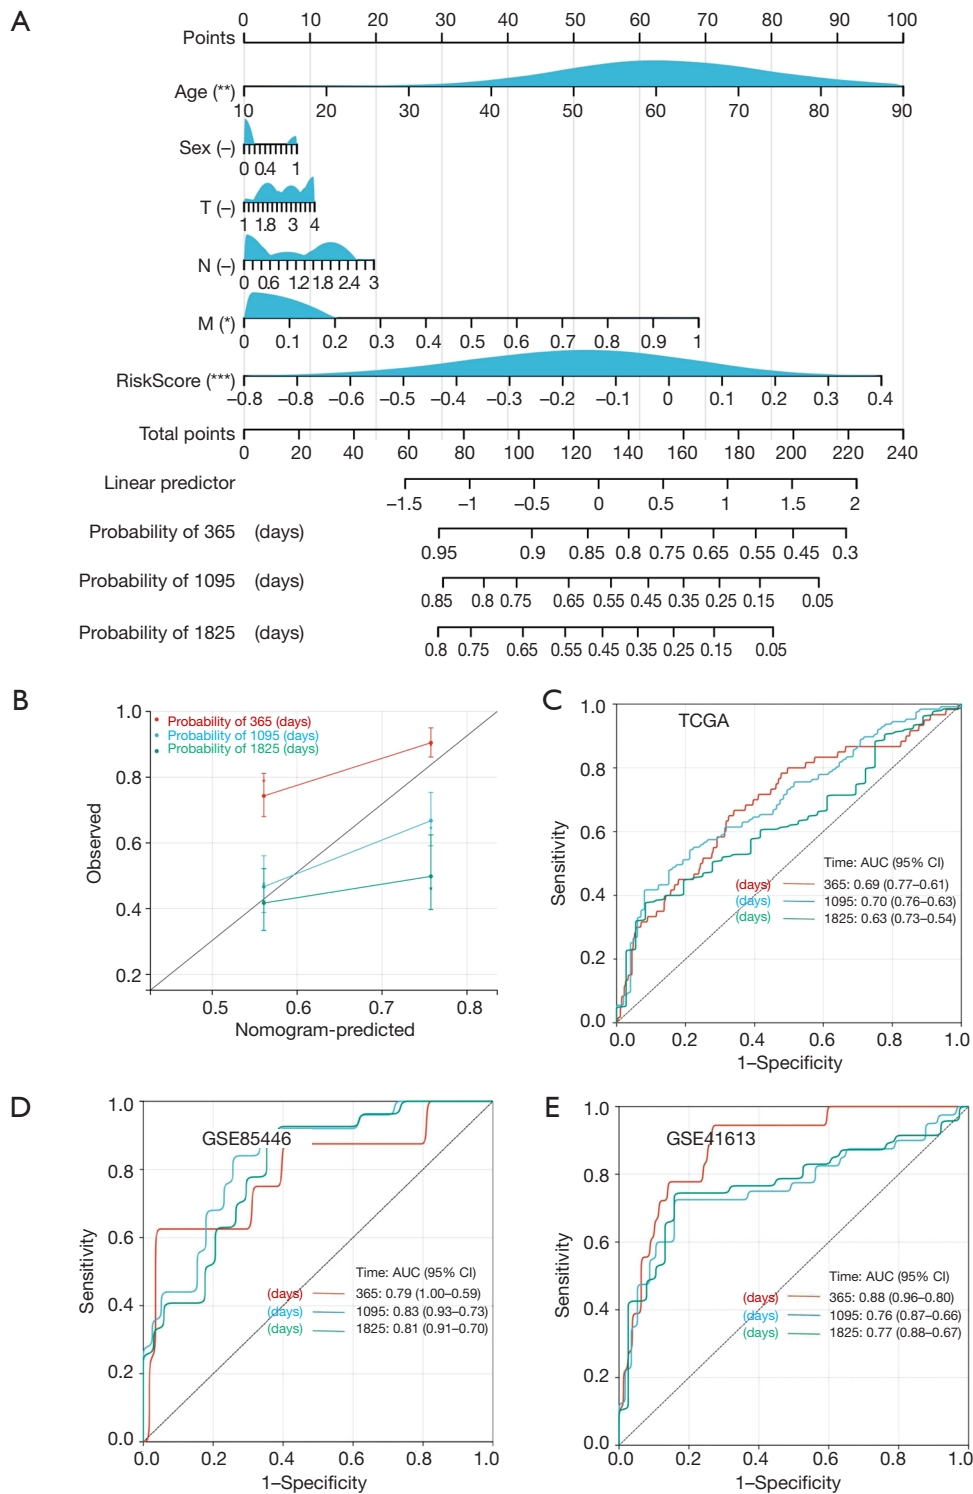 A
0 10 20 30 40 50 60 70 80 90 100
Points
Age (**)
10 20 30 40 50 60 70 80 90
Sex (–)
0 0.4 1
T (–)
1 1.8 3 4
N (–)
0 0.6 1.2 1.8 2.4 3
M (*)
0 0.1 0.2 0.3 0.4 0.5 0.6 0.7 0.8 0.9 1
RiskScore (***)
–0.8 –0.8 –0.6 –0.5 –0.4 –0.3 –0.2 –0.1 0 0.1 0.2 0.3 0.4
Total points
0 20 40 60 80 100 120 140 160 180 200 220 240
Linear predictor
–1.5 –1 –0.5 0 0.5 1 1.5 2
Probability of 365 (days)
0.95 0.9 0.85 0.8 0.75 0.65 0.55 0.45 0.3
Probability of 1095 (days)
0.85 0.8 0.75 0.65 0.55 0.45 0.35 0.25 0.15 0.05
Probability of 1825 (days)
0.8 0.75 0.65 0.55 0.45 0.35 0.25 0.15 0.05
B
1.0
0.8
0.6
0.4
0.2
Observed
Probability of 365 (days)
Probability of 1095 (days)
Probability of 1825 (days)
0.5 0.6 0.7 0.8
Nomogram-predicted
C
TCGA
1.0
0.8
0.6
0.4
0.2
0.0
Sensitivity
Time: AUC (95% CI)
(days) 365: 0.69 (0.77–0.61)
(days) 1095: 0.70 (0.76–0.63)
(days) 1825: 0.63 (0.73–0.54)
0.0 0.2 0.4 0.6 0.8 1.0
1–Specificity
D
GSE85446
1.0
0.8
0.6
0.4
0.2
0.0
Sensitivity
Time: AUC (95% CI)
(days) 365: 0.79 (1.00–0.59)
(days) 1095: 0.83 (0.93–0.73)
(days) 1825: 0.81 (0.91–0.70)
0.0 0.2 0.4 0.6 0.8 1.0
1–Specificity
E
GSE41613
1.0
0.8
0.6
0.4
0.2
0.0
Sensitivity
Time: AUC (95% CI)
(days) 365: 0.88 (0.96–0.80)
(days) 1095: 0.76 (0.87–0.66)
(days) 1825: 0.77 (0.88–0.67)
0.0 0.2 0.4 0.6 0.8 1.0
1–Specificity